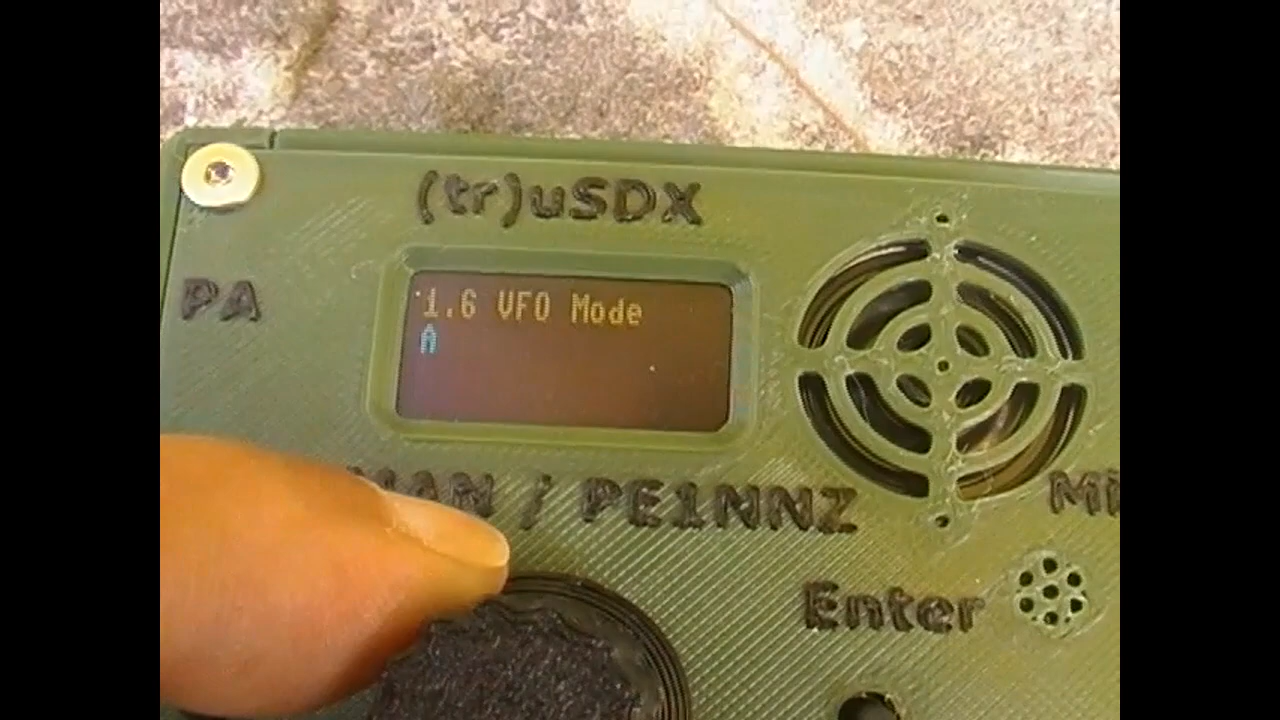 (tr)uSDX
PA
1.6 VFO Mode
A
/ PE1NNZ
Enter